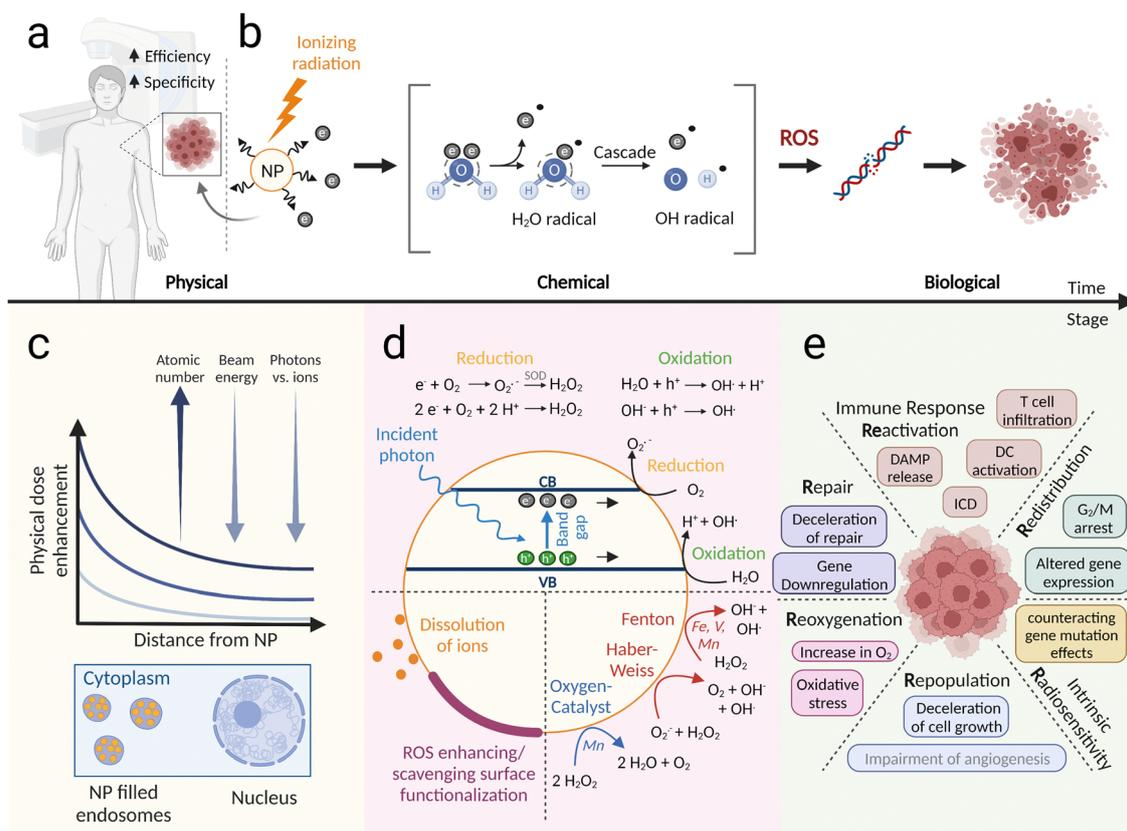 a
Efficiency
Specificity
b
Ionizing
radiation
NP
e⁻
e⁻
e⁻
e⁻ e⁻
O
H H
e⁻
e⁻
O
H H
H₂O radical
Cascade
e⁻
O H
OH radical
ROS
Physical
Chemical
Biological
Time
Stage
c
Atomic
number
Beam
energy
Photons
vs. ions
Physical dose
enhancement
Distance from NP
Cytoplasm
NP filled
endosomes
Nucleus
d
Reduction
e⁻ + O₂ → O₂·⁻ SOD → H₂O₂
2 e⁻ + O₂ + 2 H⁺ → H₂O₂
Oxidation
H₂O + h⁺ → OH· + H⁺
OH⁻ + h⁺ → OH·
Incident
photon
CB
e⁻ e⁻ e⁻
Band
gap
h⁺ h⁺ h⁺
VB
O₂·⁻
Reduction
O₂
H⁺ + OH·
Oxidation
H₂O
Dissolution
of ions
ROS enhancing/
scavenging surface
functionalization
Fenton
Fe, V,
Mn
OH⁻ +
OH·
H₂O₂
Haber-
Weiss
O₂ + OH⁻
+ OH·
O₂·⁻ + H₂O₂
Oxygen-
Catalyst
Mn
2 H₂O + O₂
2 H₂O₂
e
Immune Response
Reactivation
T cell
infiltration
DAMP
release
DC
activation
ICD
Redistribution
G₂/M
arrest
Altered gene
expression
Repair
Deceleration
of repair
Gene
Downregulation
Reoxygenation
Increase in O₂
Oxidative
stress
Repopulation
Deceleration
of cell growth
Impairment of angiogenesis
counteracting
gene mutation
effects
Intrinsic
Radiosensitivity